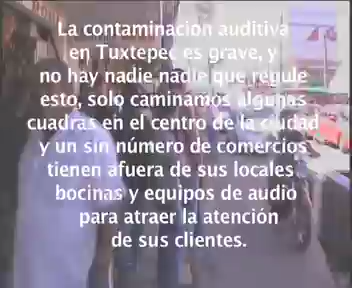 La contaminación auditiva
en Tuxtepec es grave, y
no hay nadie nadie que regule
esto, solo caminamos algunas
cuadras en el centro de la ciudad
y un sin número de comercios
tienen afuera de sus locales
bocinas y equipos de audio
para atraer la atención
de sus clientes.